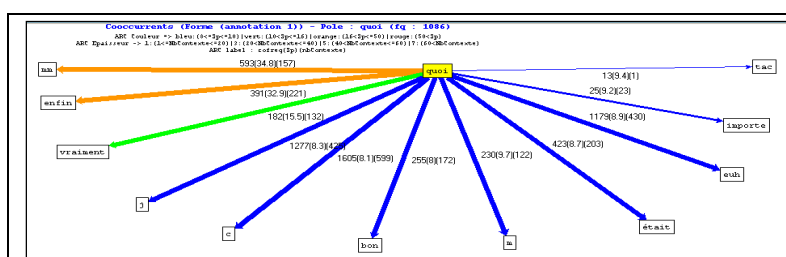 Cooccurrents (Forme (annotation 1)) - Pole : quoi (fq : 1086)
ARC Couleur => bleu:(0<=Sp<=10)|vert:(10<Sp<=16)|orange:(16<Sp<=50)|rouge:(50<Sp)
ARC Epaisseur -> 1:(1<=NbContexte<=20)|3:(20<NbContexte<=40)|5:(40<NbContexte<=60)|7:(60<NbContexte)
ARC label : cofreq(Sp)(nbContexte)
quoi
mm
593(34.8)(157)
13(9.4)(1)
tac
enfin
391(32.9)(221)
25(9.2)(23)
importe
vraiment
182(15.5)(132)
1179(8.9)(430)
euh
1277(8.3)
1605(8.1)(599)
255(8)(172)
230(9.7)(122)
423(8.7)(203)
j
c
bon
m
était